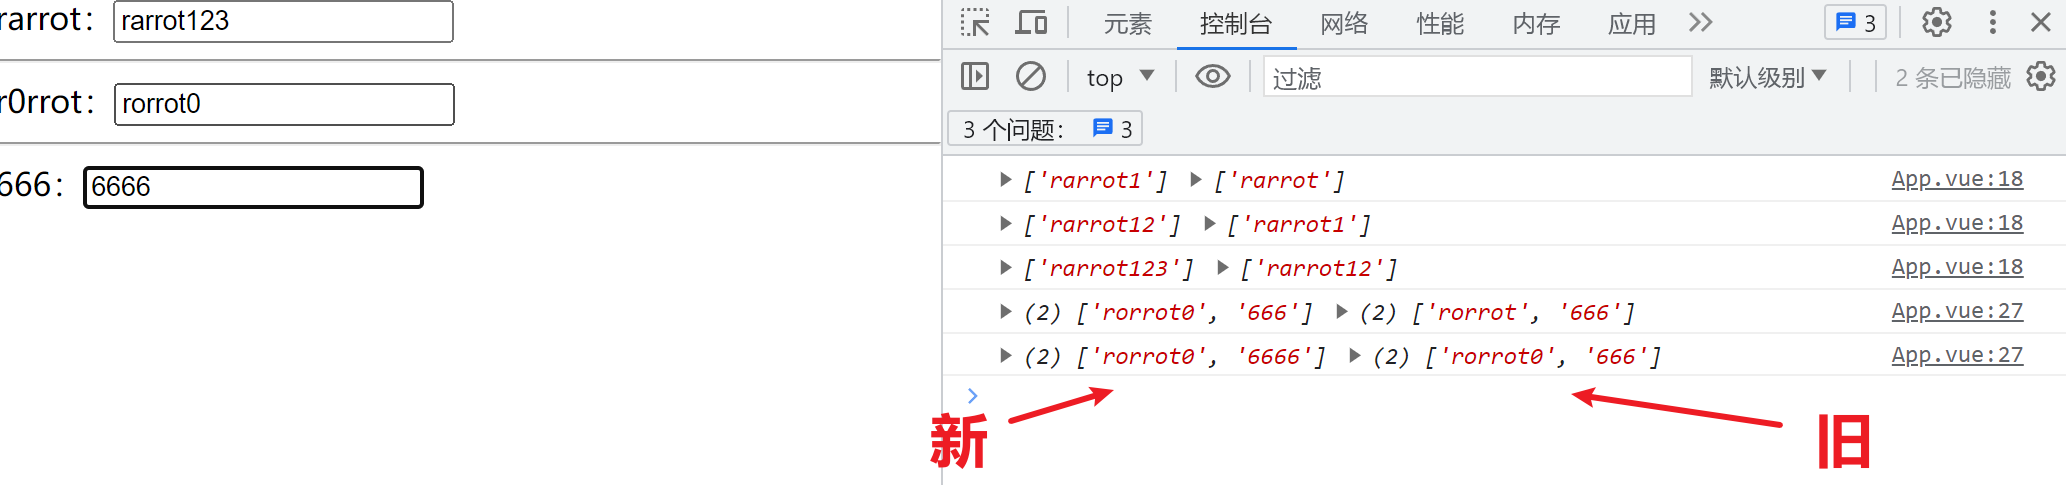 rarrot: rarrot123
r0rrot: rorrot0
666: 6666
元素 控制台 网络 性能 内存 应用 3
top 过滤 默认级别 2 条已隐藏
3 个问题: 3
['rarrot1'] ['rarrot'] App.vue:18
['rarrot12'] ['rarrot1'] App.vue:18
['rarrot123'] ['rarrot12'] App.vue:18
(2) ['rorrot0', '666'] (2) ['rorrot', '666'] App.vue:27
(2) ['rorrot0', '6666'] (2) ['rorrot0', '666'] App.vue:27
新 旧